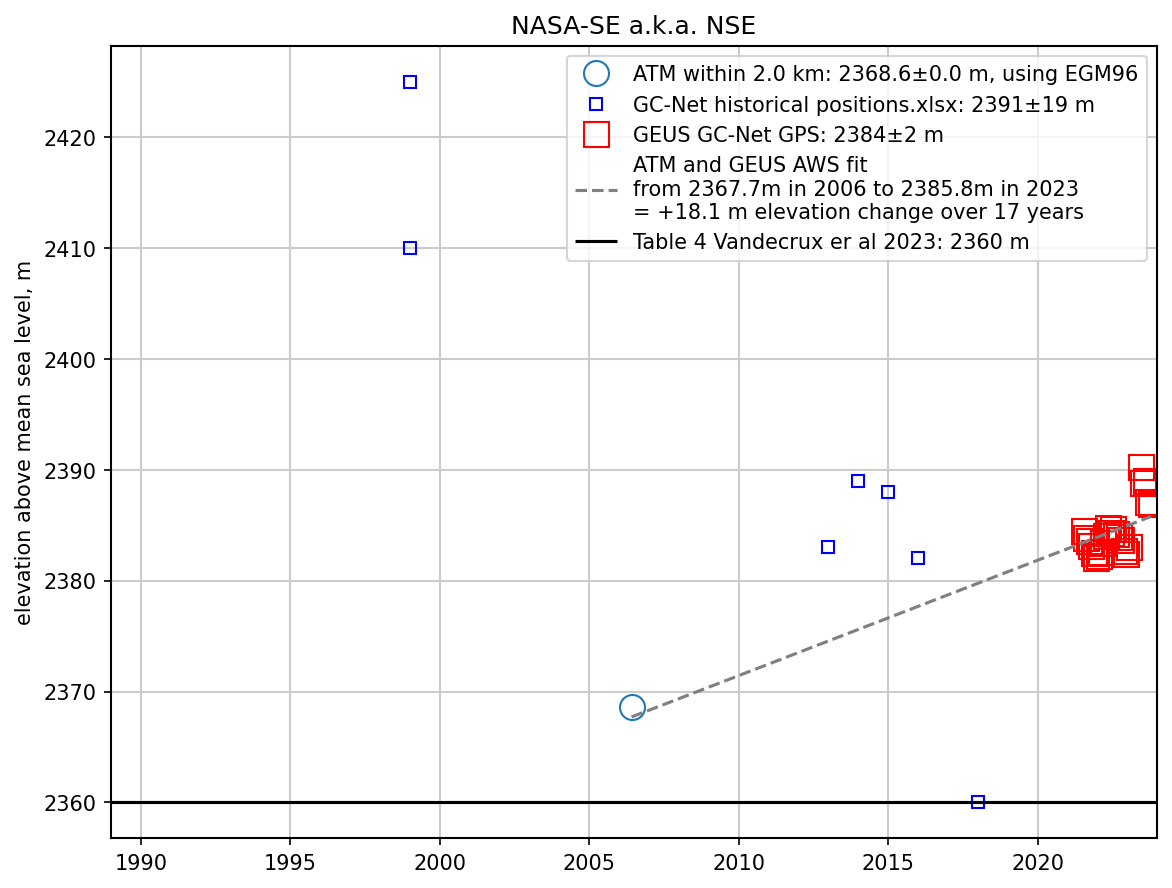 NASA-SE a.k.a. NSE
ATM within 2.0 km: 2368.6±0.0 m, using EGM96
GC-Net historical positions.xlsx: 2391±19 m
GEUS GC-Net GPS: 2384±2 m
ATM and GEUS AWS fit
from 2367.7m in 2006 to 2385.8m in 2023
= +18.1 m elevation change over 17 years
Table 4 Vandecrux er al 2023: 2360 m
elevation above mean sea level, m
2420
2410
2400
2390
2380
2370
2360
1990 1995 2000 2005 2010 2015 2020